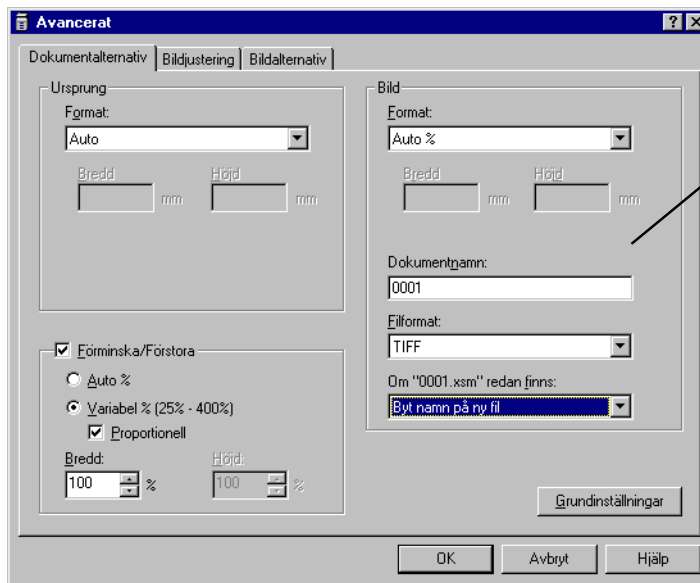 Avancerat
Dokumentalternativ Bildjustering Bildalternativ
Ursprung
Format:
Auto
Bredd Höjd
mm mm
Förminska/Förstora
Auto %
Variabel % (25% - 400%)
Proportionell
Bredd: Höjd:
100 % 100 %
Bild
Format:
Auto %
Bredd Höjd
mm mm
Dokumentnamn:
0001
Filformat:
TIFF
Om "0001.xsm" redan finns:
Byt namn på ny fil
Grundinställningar
OK Avbryt Hjälp